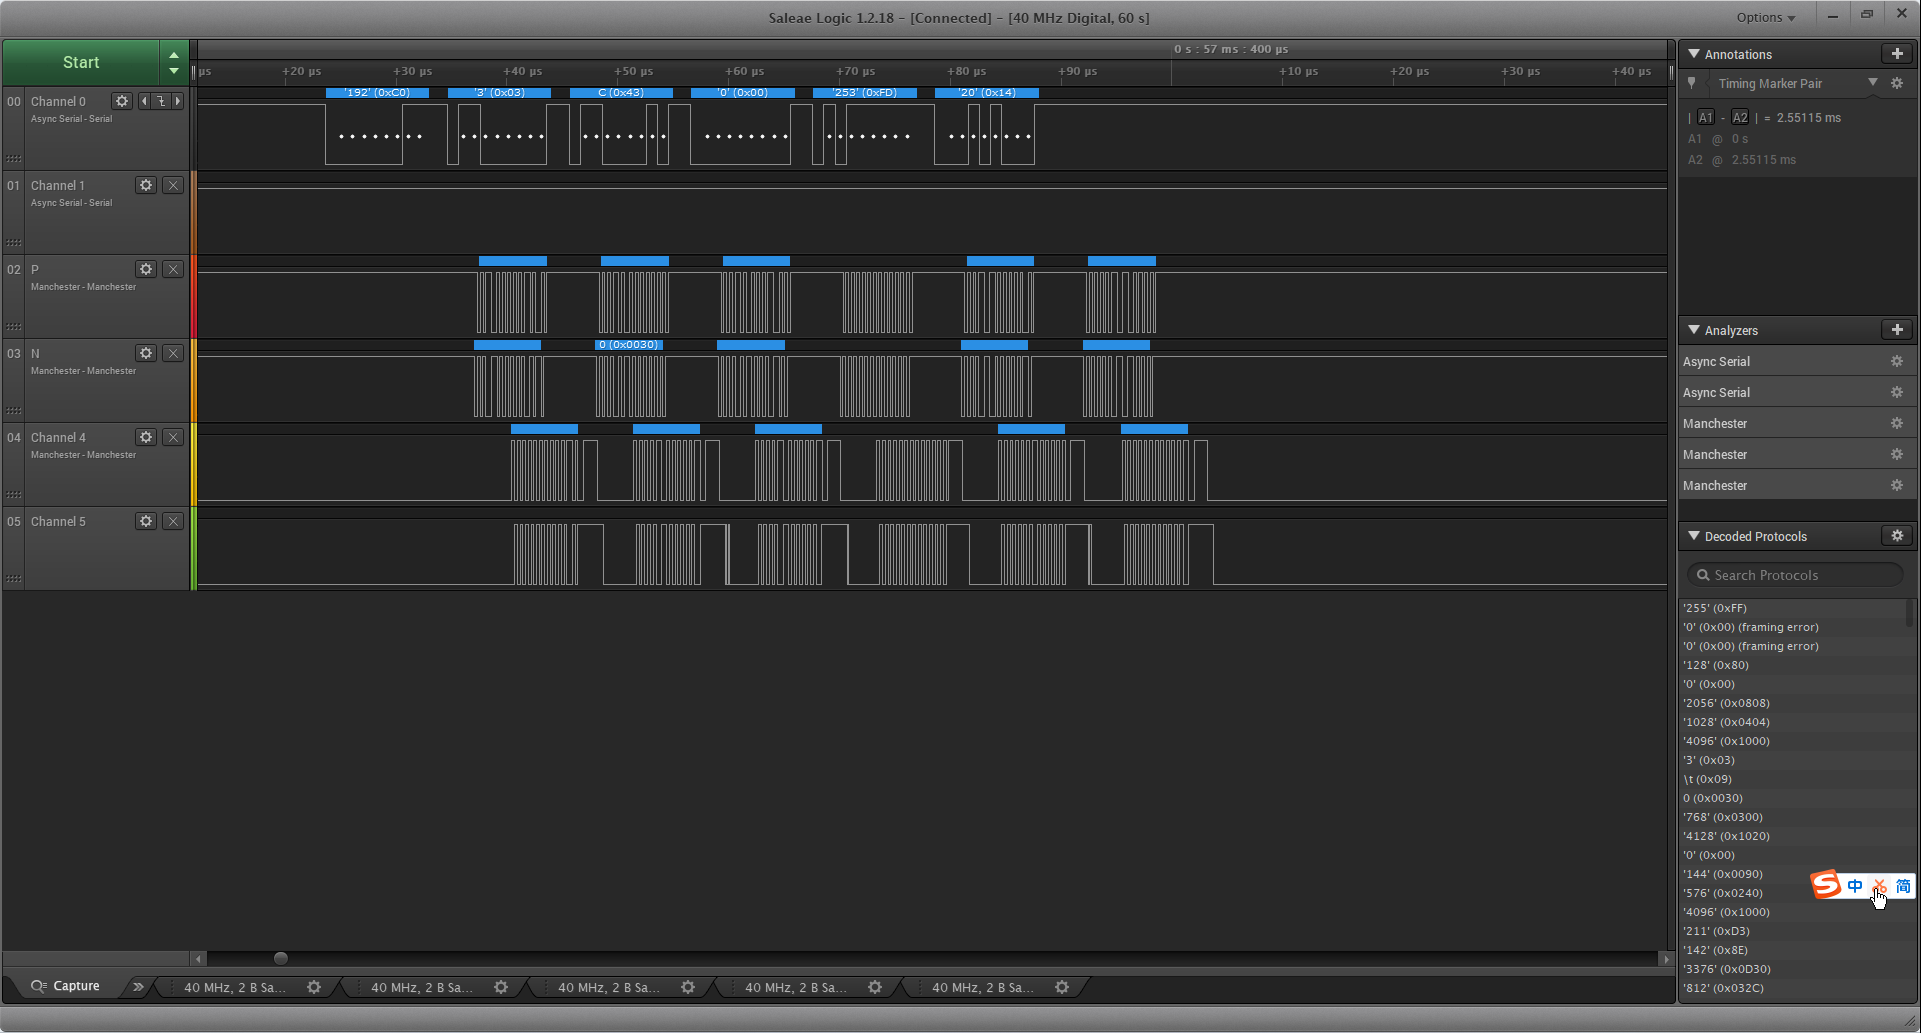 Saleae Logic 1.2.18 - [Connected] - [40 MHz Digital, 60 s]
Options
Start
0 s : 57 ms : 400 µs
µs +20 µs +30 µs +40 µs +50 µs +60 µs +70 µs +80 µs +90 µs +10 µs +20 µs +30 µs +40 µs
00 Channel 0
Async Serial - Serial
'192' (0xC0) '3' (0x03) C (0x43) '0' (0x00) '253' (0xFD) '20' (0x14)
01 Channel 1
Async Serial - Serial
02 P
Manchester - Manchester
03 N
Manchester - Manchester
0 (0x0030)
04 Channel 4
Manchester - Manchester
05 Channel 5
Annotations
Timing Marker Pair
| A1 - A2 | = 2.55115 ms
A1 @ 0 s
A2 @ 2.55115 ms
Analyzers
Async Serial
Async Serial
Manchester
Manchester
Manchester
Decoded Protocols
Search Protocols
'255' (0xFF)
'0' (0x00) (framing error)
'0' (0x00) (framing error)
'128' (0x80)
'0' (0x00)
'2056' (0x0808)
'1028' (0x0404)
'4096' (0x1000)
'3' (0x03)
\t (0x09)
0 (0x0030)
'768' (0x0300)
'4128' (0x1020)
'0' (0x00)
'144' (0x0090)
'576' (0x0240)
'4096' (0x1000)
'211' (0xD3)
'142' (0x8E)
'3376' (0x0D30)
'812' (0x032C)
S 中 简
Capture
40 MHz, 2 B Sa...
40 MHz, 2 B Sa...
40 MHz, 2 B Sa...
40 MHz, 2 B Sa...
40 MHz, 2 B Sa...